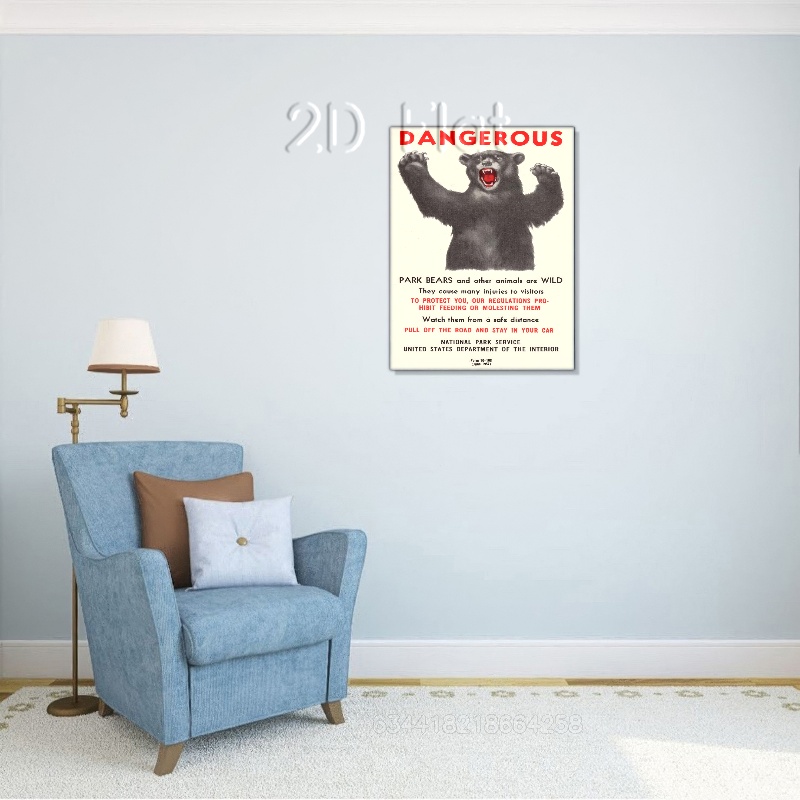 2D Flat
DANGEROUS
PARK BEARS and other animals are WILD
They cause many injuries to visitors
TO PROTECT YOU, OUR REGULATIONS PRO-
HIBIT FEEDING OR MOLESTING THEM
Watch them from a safe distance
PULL OFF THE ROAD AND STAY IN YOUR CAR
NATIONAL PARK SERVICE
UNITED STATES DEPARTMENT OF THE INTERIOR
634418218664258